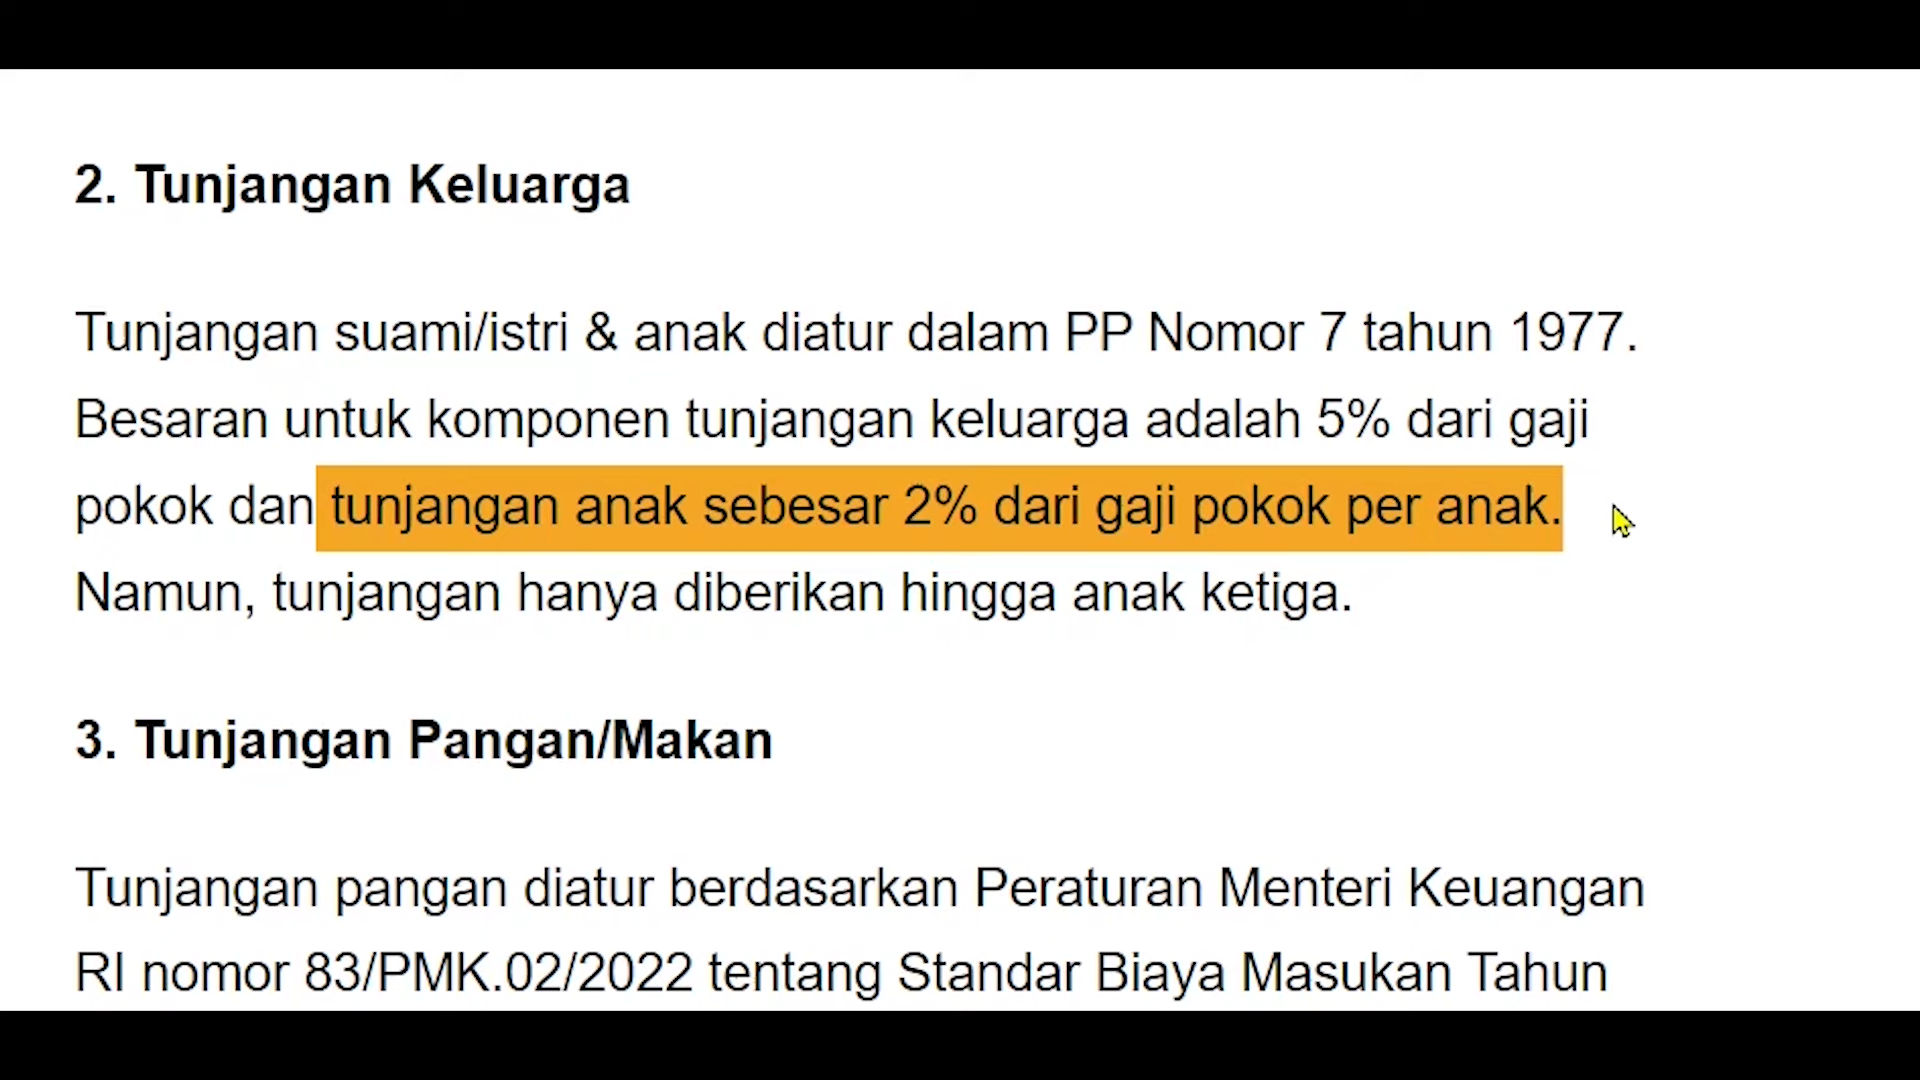 2. Tunjangan Keluarga
Tunjangan suami/istri & anak diatur dalam PP Nomor 7 tahun 1977.
Besaran untuk komponen tunjangan keluarga adalah 5% dari gaji
pokok dan tunjangan anak sebesar 2% dari gaji pokok per anak.
Namun, tunjangan hanya diberikan hingga anak ketiga.
3. Tunjangan Pangan/Makan
Tunjangan pangan diatur berdasarkan Peraturan Menteri Keuangan
RI nomor 83/PMK.02/2022 tentang Standar Biaya Masukan Tahun